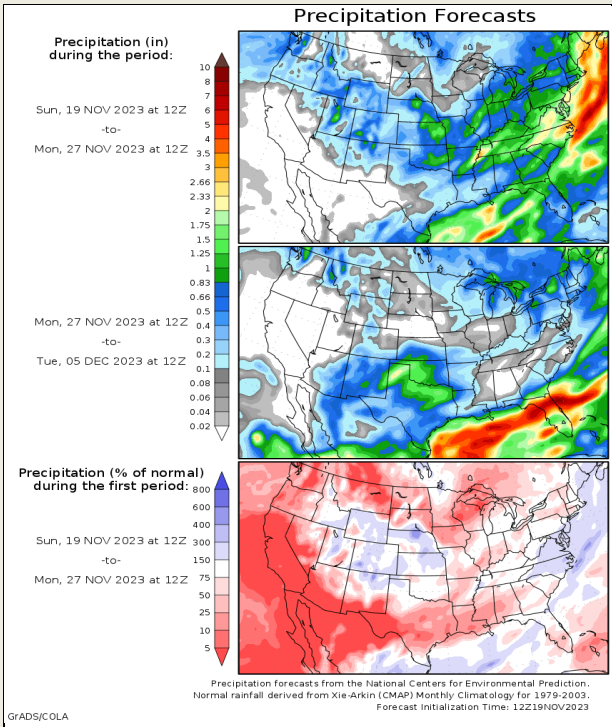 Precipitation Forecasts
Precipitation (in)
during the period:
Sun, 19 NOV 2023 at 12Z
-to-
Mon, 27 NOV 2023 at 12Z
10
8
7
6
5
4
3.5
3
2.66
2.33
2
1.75
1.5
1.25
1
0.83
0.66
0.5
0.4
0.3
0.2
0.1
0.08
0.06
0.04
0.02
Mon, 27 NOV 2023 at 12Z
-to-
Tue, 05 DEC 2023 at 12Z
Precipitation (% of normal)
during the first period:
Sun, 19 NOV 2023 at 12Z
-to-
Mon, 27 NOV 2023 at 12Z
800
600
400
300
150
75
50
25
10
5
Precipitation forecasts from the National Centers for Environmental Prediction.
Normal rainfall derived from Xie-Arkin (CMAP) Monthly Climatology for 1979-2003.
Forecast Initialization Time: 12Z19NOV2023
GrADS/COLA